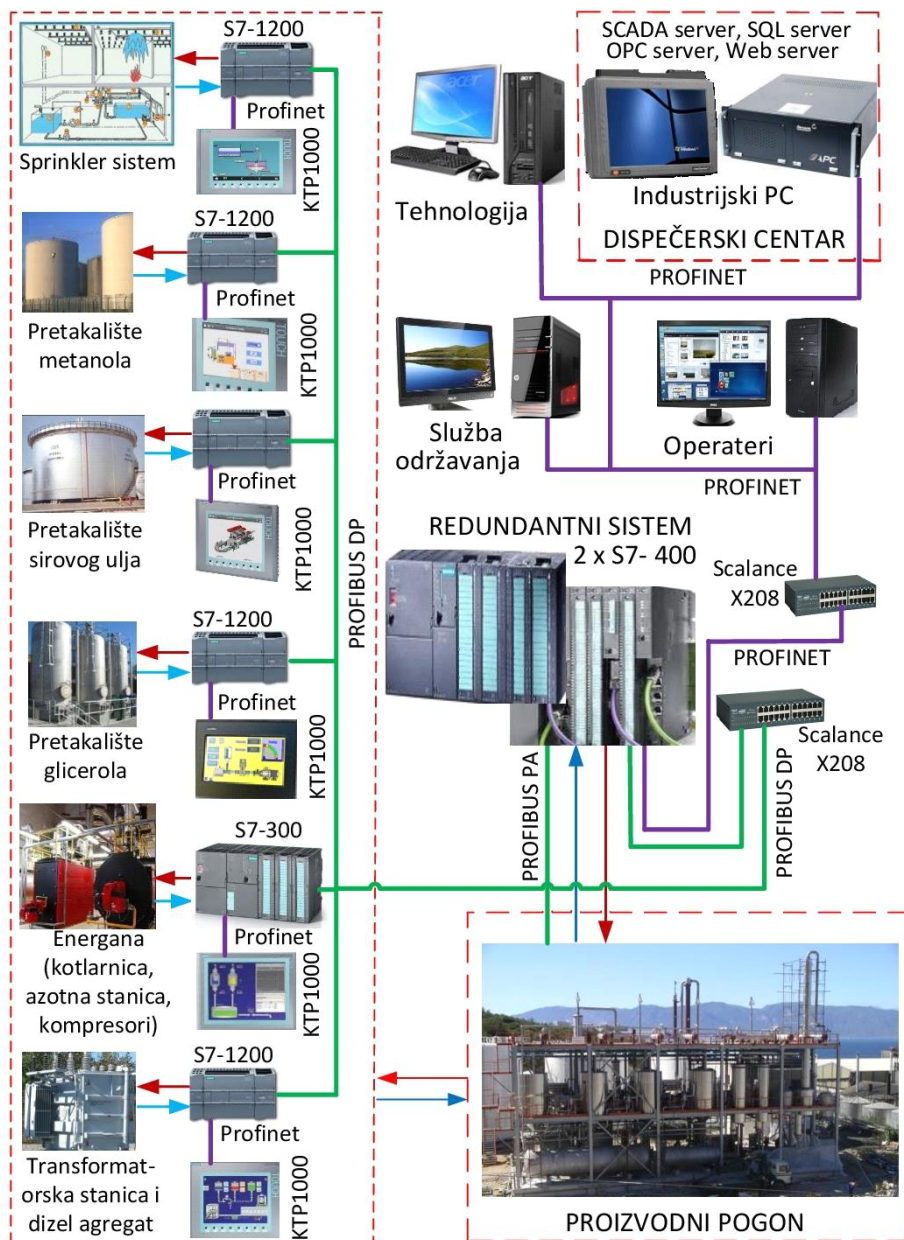 S7-1200
Profinet
KTP1000
Sprinkler sistem
S7-1200
Profinet
KTP1000
Pretakalište
metanola
Profinet
KTP1000
Pretakalište
sirovog ulja
S7-1200
Profinet
KTP1000
Pretakalište
glicerola
S7-300
Profinet
KTP1000
Energana
(kotlarnica,
azotna stanica,
kompresori)
S7-1200
Profinet
KTP1000
Transformat-
orska stanica i
dizel agregat
PROFIBUS DP
SCADA server, SQL server
OPC server, Web server
acer
APC
Tehnologija
Industrijski PC
DISPEČERSKI CENTAR
PROFINET
Služba
održavanja
Operateri
PROFINET
REDUNDANTNI SISTEM
2 x S7- 400
Scalance
X208
PROFINET
Scalance
X208
PROFIBUS PA
PROFIBUS DP
PROIZVODNI POGON